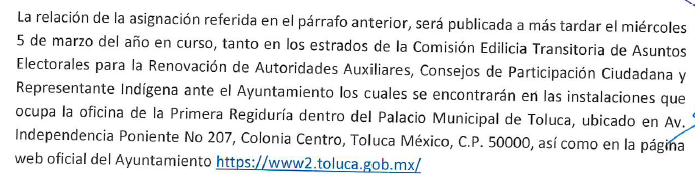 La relación de la asignación referida en el párrafo anterior, será publicada a más tardar el miércoles
5 de marzo del año en curso, tanto en los estrados de la Comisión Edilicia Transitoria de Asuntos
Electorales para la Renovación de Autoridades Auxiliares, Consejos de Participación Ciudadana y
Representante Indígena ante el Ayuntamiento los cuales se encontrarán en las instalaciones que
ocupa la oficina de la Primera Regiduría dentro del Palacio Municipal de Toluca, ubicado en Av.
Independencia Poniente No 207, Colonia Centro, Toluca México, C.P. 50000, así como en la página
web oficial del Ayuntamiento https://www2.toluca.gob.mx/